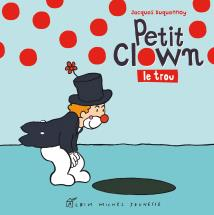 Jacques Duquennoy
Petit
Clown
le trou
ALBIN MICHEL JEUNESSE